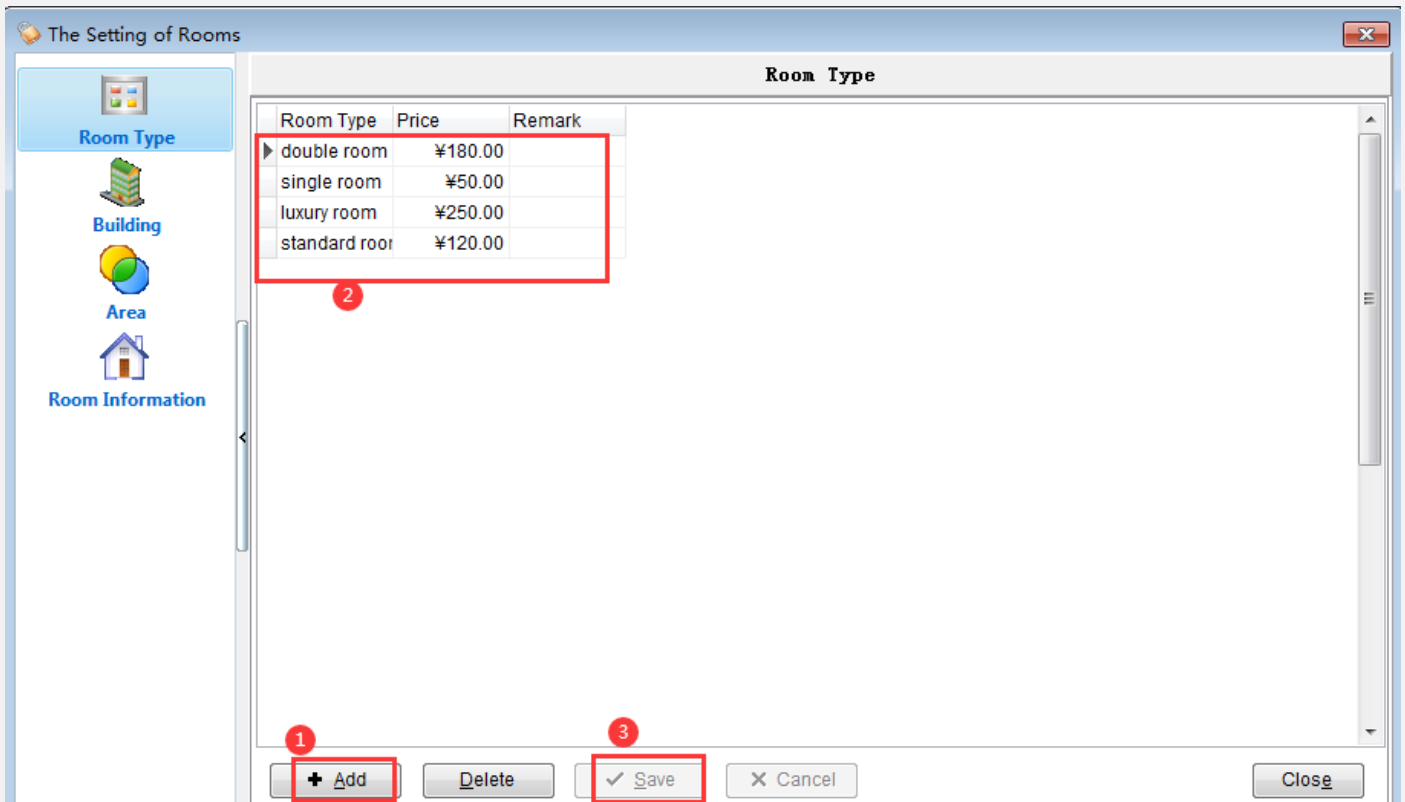 The Setting of Rooms
Room Type
Room Type
Building
Area
Room Information
Room Type Price Remark
double room ¥180.00
single room ¥50.00
luxury room ¥250.00
standard roor ¥120.00
2
1
3
Add Delete Save Cancel Close